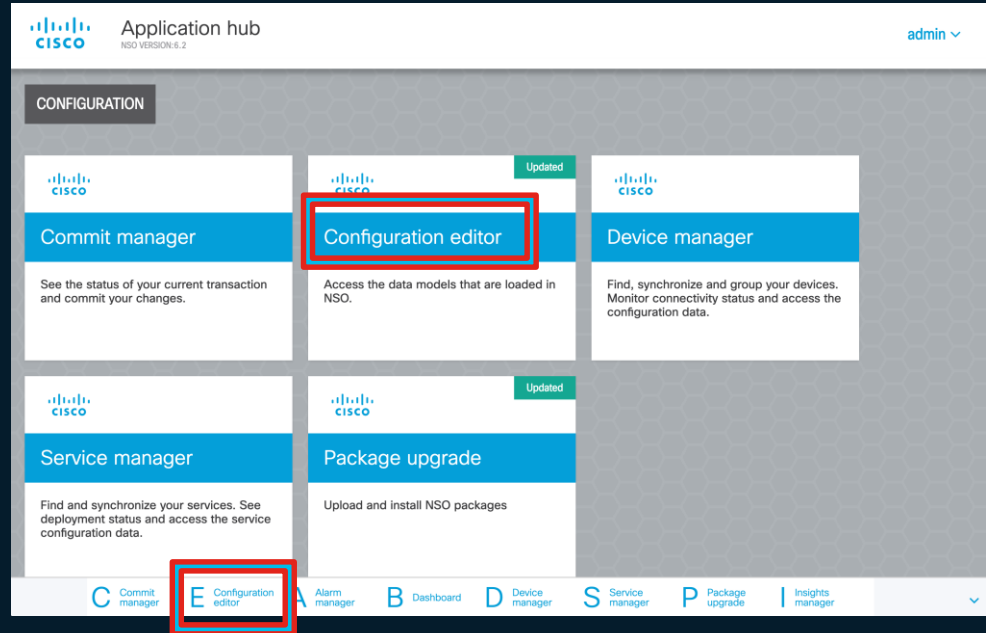 CISCO
Application hub
NSO VERSION:6.2
admin
CONFIGURATION
CISCO
Commit manager
See the status of your current transaction
and commit your changes.
Updated
CISCO
Configuration editor
Access the data models that are loaded in
NSO.
CISCO
Device manager
Find, synchronize and group your devices.
Monitor connectivity status and access the
configuration data.
CISCO
Service manager
Find and synchronize your services. See
deployment status and access the service
configuration data.
Updated
CISCO
Package upgrade
Upload and install NSO packages
C Commit
manager
E Configuration
editor
A Alarm
manager
B Dashboard
D Device
manager
S Service
manager
P Package
upgrade
I Insights
manager